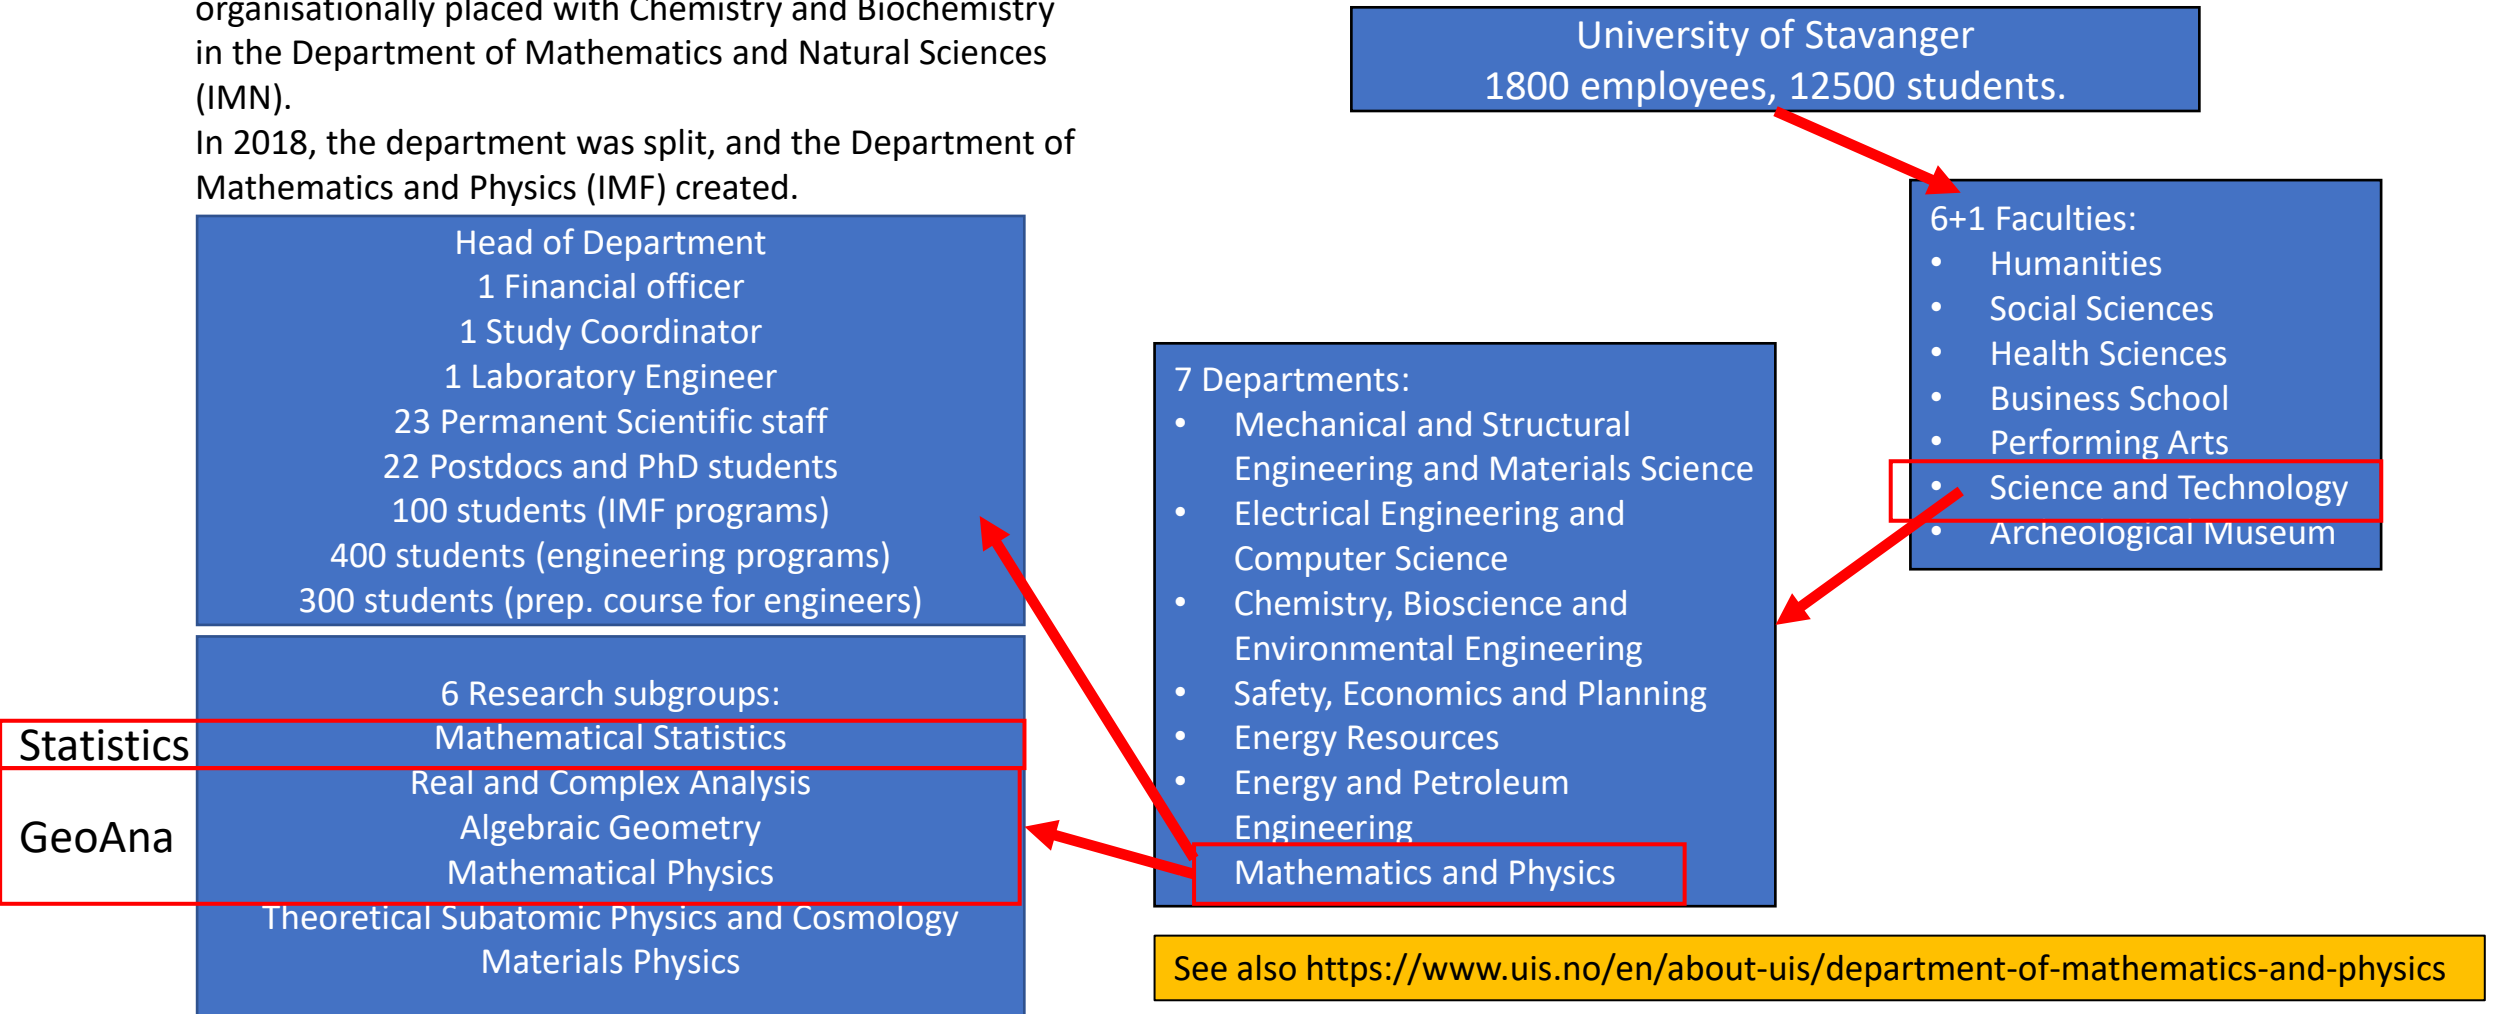 organisationally placed with Chemistry and Biochemistry
in the Department of Mathematics and Natural Sciences
(IMN).
In 2018, the department was split, and the Department of
Mathematics and Physics (IMF) created.
Head of Department
1 Financial officer
1 Study Coordinator
1 Laboratory Engineer
23 Permanent Scientific staff
22 Postdocs and PhD students
100 students (IMF programs)
400 students (engineering programs)
300 students (prep. course for engineers)
6 Research subgroups:
Statistics
Mathematical Statistics
GeoAna
Real and Complex Analysis
Algebraic Geometry
Mathematical Physics
Theoretical Subatomic Physics and Cosmology
Materials Physics
University of Stavanger
1800 employees, 12500 students.
6+1 Faculties:
• Humanities
• Social Sciences
• Health Sciences
• Business School
• Performing Arts
• Science and Technology
• Archeological Museum
7 Departments:
• Mechanical and Structural
Engineering and Materials Science
• Electrical Engineering and
Computer Science
• Chemistry, Bioscience and
Environmental Engineering
• Safety, Economics and Planning
• Energy Resources
• Energy and Petroleum
Engineering
Mathematics and Physics
See also https://www.uis.no/en/about-uis/department-of-mathematics-and-physics